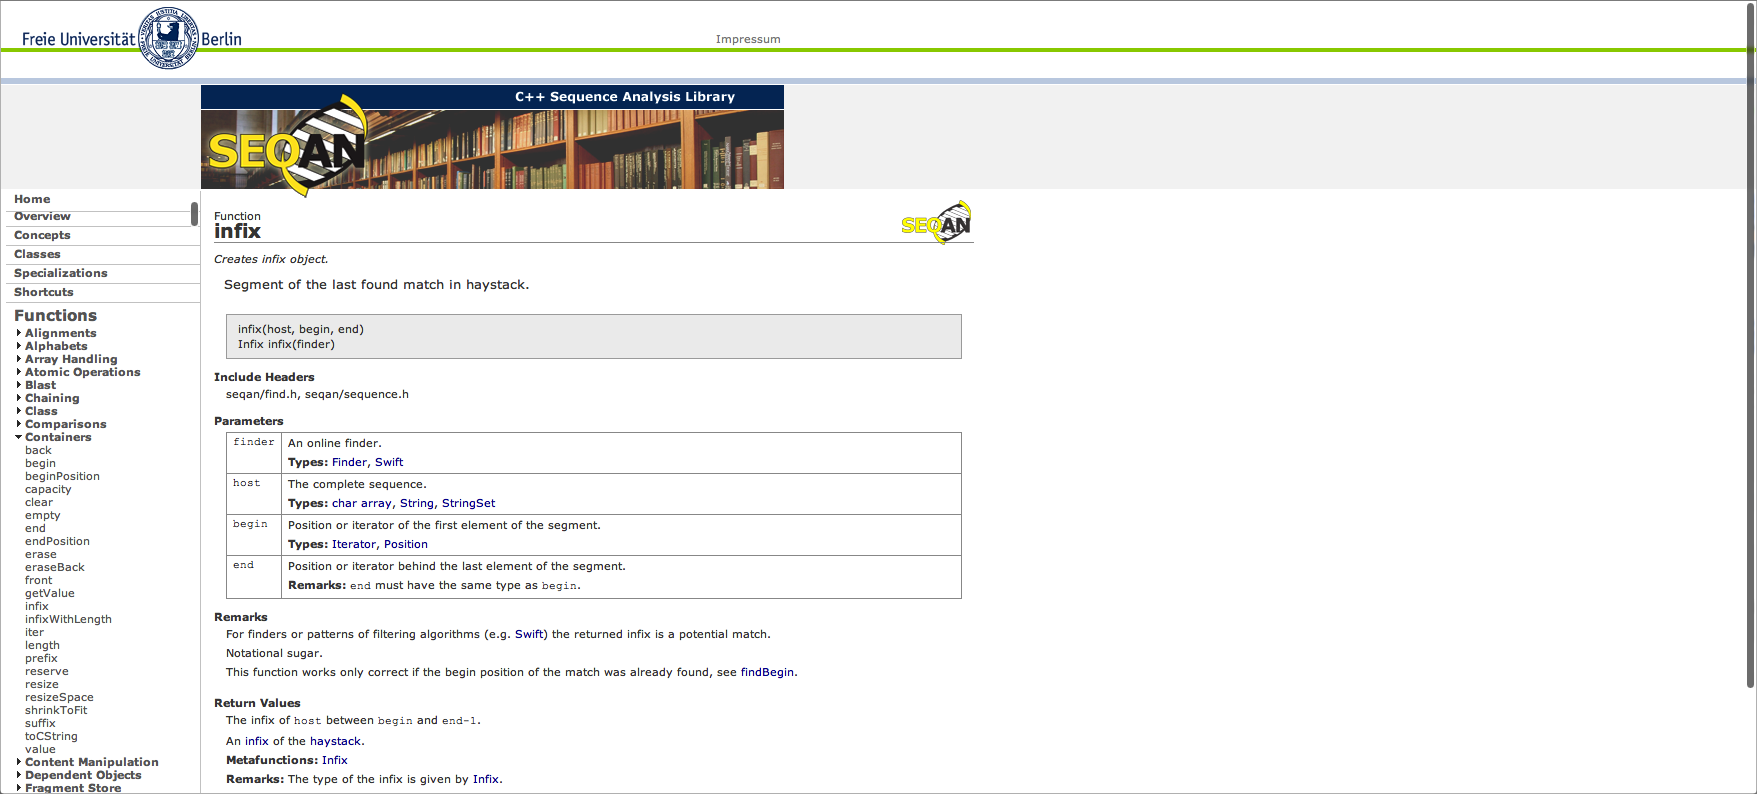 Freie Universität Berlin
Impressum
C++ Sequence Analysis Library
SEQAN
Home
Overview
Concepts
Classes
Specializations
Shortcuts
Functions
Alignments
Alphabets
Array Handling
Atomic Operations
Blast
Chaining
Class
Comparisons
Containers
back
begin
beginPosition
capacity
clear
empty
end
endPosition
erase
eraseBack
front
getValue
infix
infixWithLength
iter
length
prefix
reserve
resize
resizeSpace
shrinkToFit
suffix
toCString
value
Content Manipulation
Dependent Objects
Fragment Store
Function
infix
SEQAN
Creates infix object.
Segment of the last found match in haystack.
infix(host, begin, end)
Infix infix(finder)
Include Headers
seqan/find.h, seqan/sequence.h
Parameters
finder An online finder.
Types: Finder, Swift
host The complete sequence.
Types: char array, String, StringSet
begin Position or iterator of the first element of the segment.
Types: Iterator, Position
end Position or iterator behind the last element of the segment.
Remarks: end must have the same type as begin.
Remarks
For finders or patterns of filtering algorithms (e.g. Swift) the returned infix is a potential match.
Notational sugar.
This function works only correct if the begin position of the match was already found, see findBegin.
Return Values
The infix of host between begin and end-1.
An infix of the haystack.
Metafunctions: Infix
Remarks: The type of the infix is given by Infix.